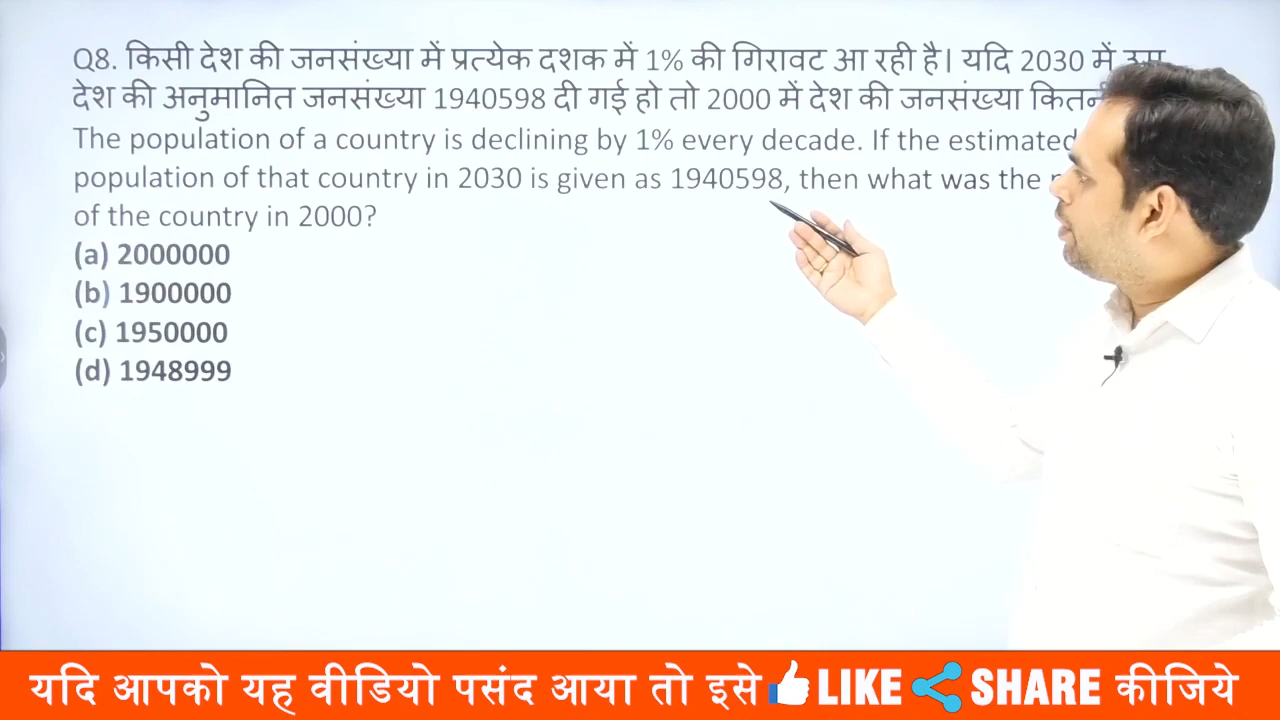 Q8. किसी देश की जनसंख्या में प्रत्येक दशक में 1% की गिरावट आ रही है। यदि 2030 में
देश की अनुमानित जनसंख्या 1940598 दी गई हो तो 2000 में देश की जनसंख्या
The population of a country is declining by 1% every decade. If the estimated
population of that country in 2030 is given as 1940598, then what was the
of the country in 2000?
(a) 2000000
(b) 1900000
(c) 1950000
(d) 1948999
यदि आपको यह वीडियो पसंद आया तो इसे LIKE SHARE कीजिये